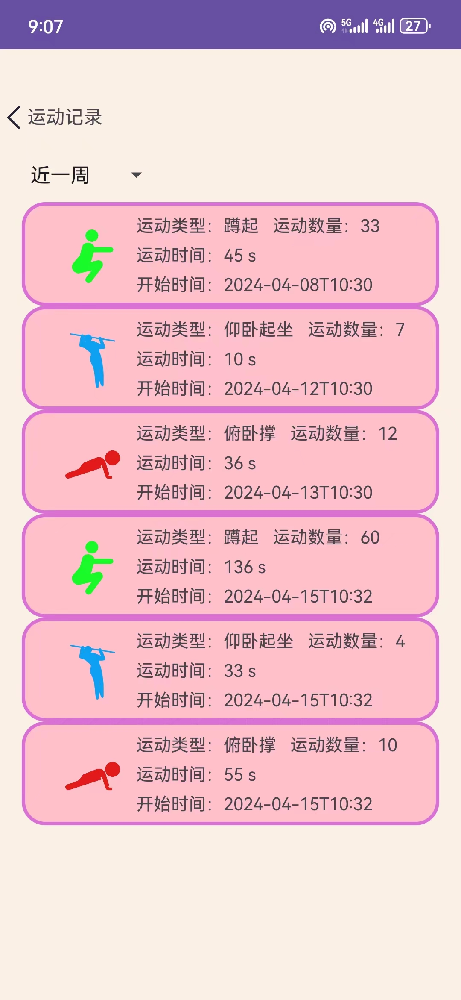 9:07 5G 4G 27
运动记录
近一周
运动类型：蹲起 运动数量：33
运动时间：45 s
开始时间：2024-04-08T10:30
运动类型：仰卧起坐 运动数量：7
运动时间：10 s
开始时间：2024-04-12T10:30
运动类型：俯卧撑 运动数量：12
运动时间：36 s
开始时间：2024-04-13T10:30
运动类型：蹲起 运动数量：60
运动时间：136 s
开始时间：2024-04-15T10:32
运动类型：仰卧起坐 运动数量：4
运动时间：33 s
开始时间：2024-04-15T10:32
运动类型：俯卧撑 运动数量：10
运动时间：55 s
开始时间：2024-04-15T10:32